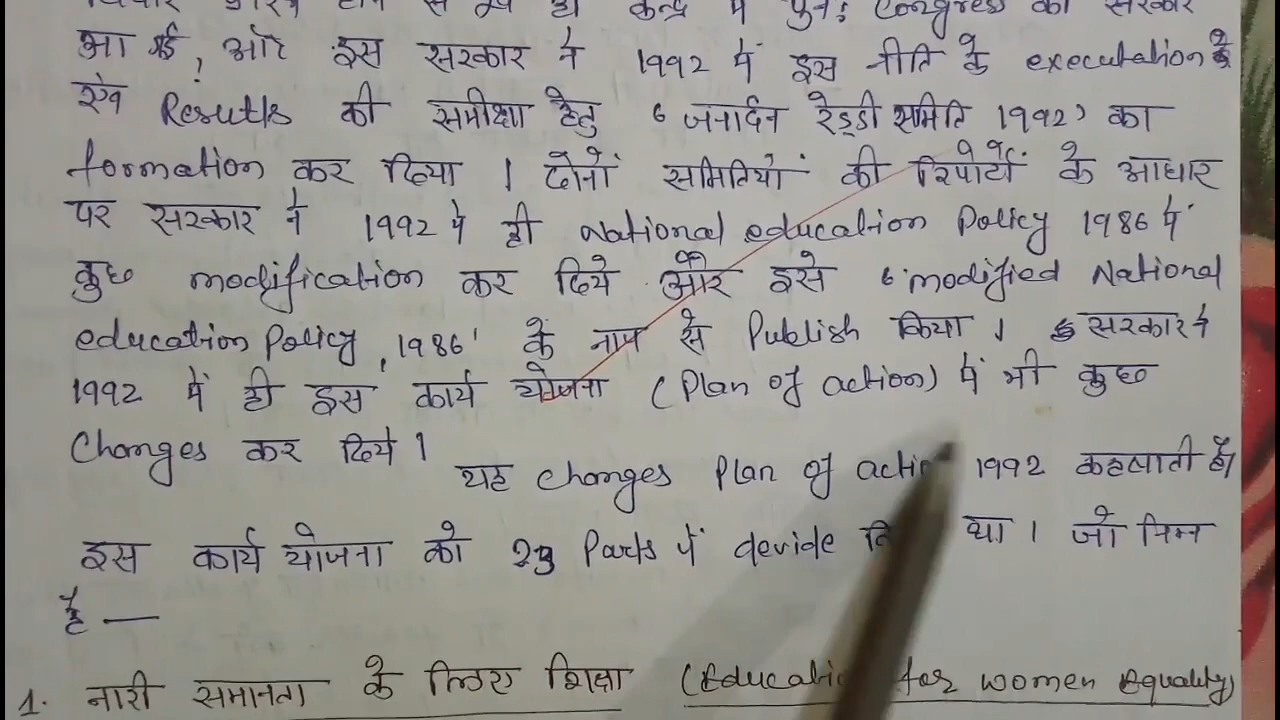 केन्द्र में पुनः Congress की सरकार
आ गई, और इस सरकार ने 1992 में इस नीति के executation के
एवं Results की समीक्षा हेतु ‘जनार्दन रेड्डी समिति 1992’ का
formation कर दिया । दोनों समितियों की रिपोर्टों के आधार
पर सरकार ने 1992 में ही National education Policy 1986 में
कुछ modification कर दिये और इसे ‘modified National
education Policy, 1986' के नाम से Publish किया । सरकार ने
1992 में ही इस कार्य योजना (Plan of action) में भी कुछ
Changes कर दिये ।
यह changes Plan of action 1992 कहलाती है।
इस कार्य योजना को 23 Parts में devide था । जो निम्न
है —
1. नारी समानता के लिए शिक्षा (Education for women Equality)